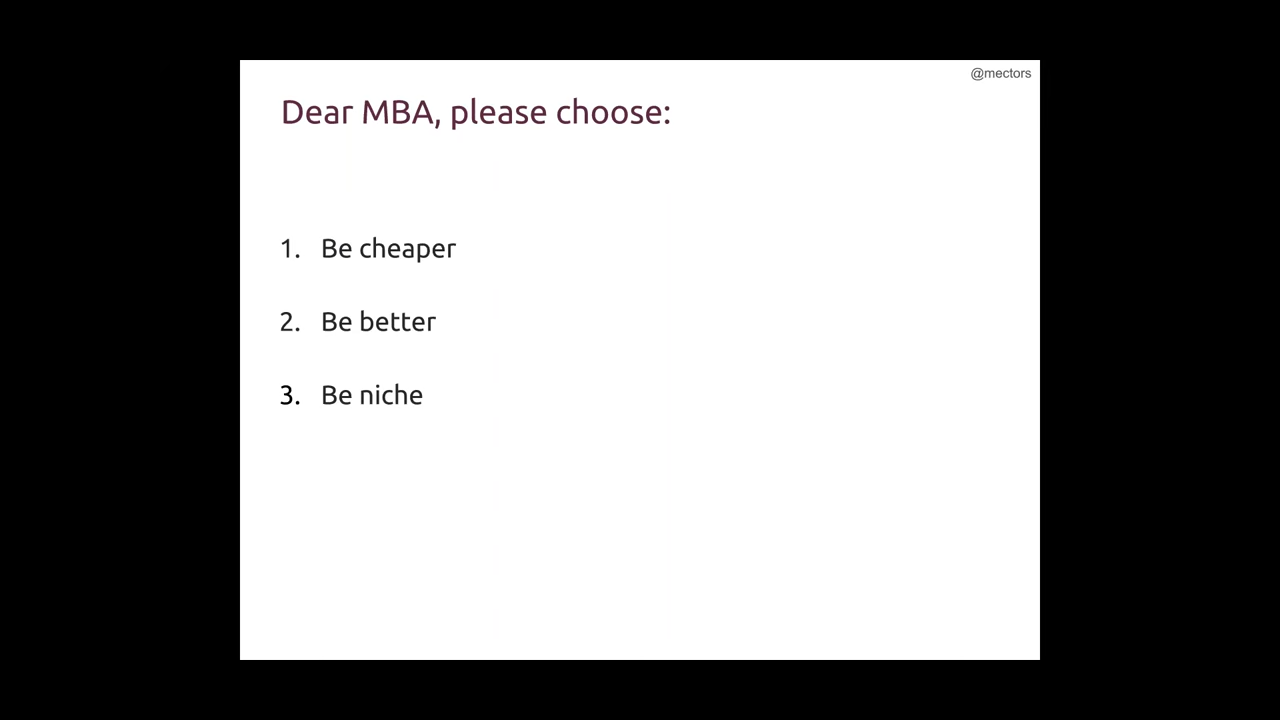 @mectors
Dear MBA, please choose:
1. Be cheaper
2. Be better
3. Be niche